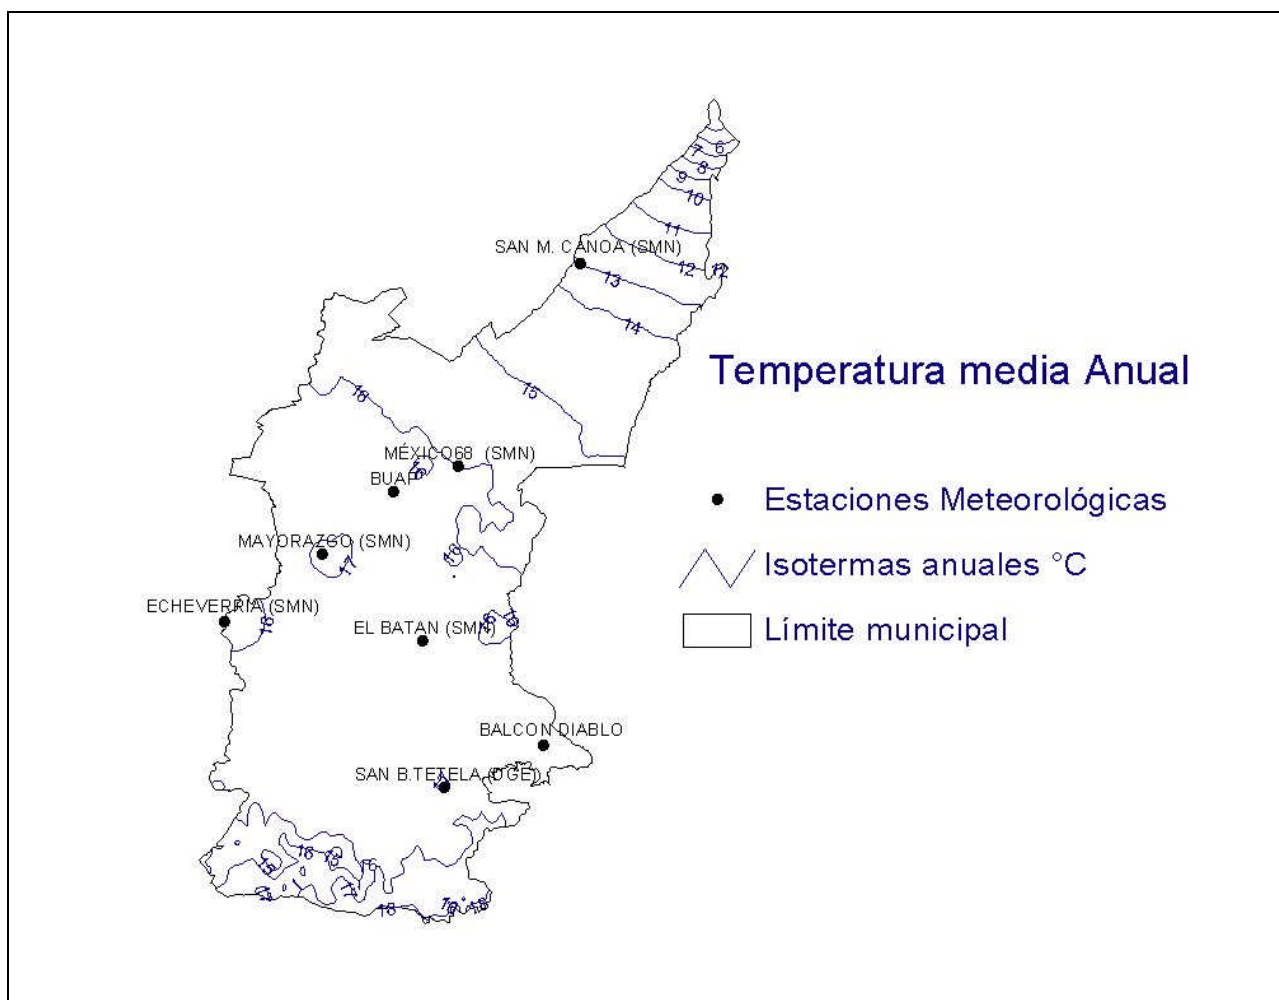 6
7
8
9
10
11
SAN M. CANOA (SMN)
12
12
13
14
Temperatura media Anual
15
MÉXICO68 (SMN)
BUAP
Estaciones Meteorológicas
MAYORAZGO (SMN)
17
Isotermas anuales °C
ECHEVERRIA (SMN)
18
EL BATAN (SMN)
Límite municipal
BALCON DIABLO
SAN B.TETELA (DGE)
18